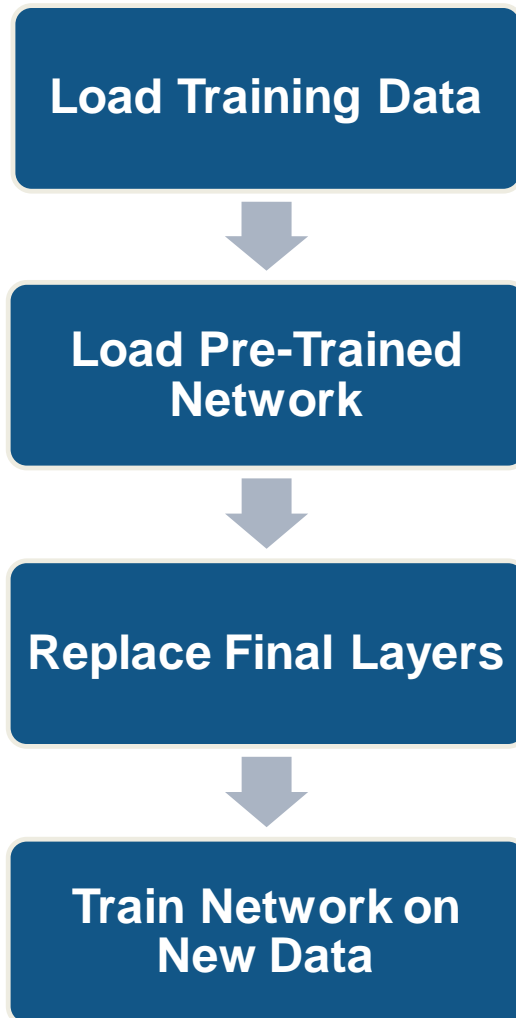 Load Training Data
Load Pre-Trained
Network
Replace Final Layers
Train Network on
New Data